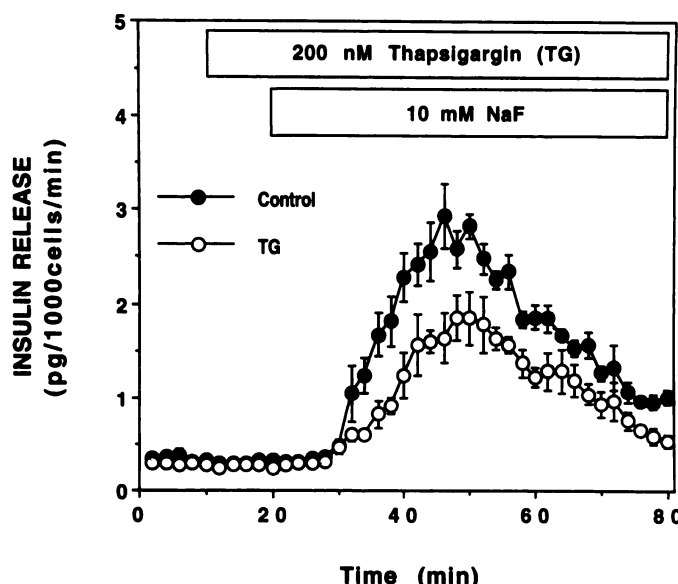 5
200 nM Thapsigargin (TG)
4
10 mM NaF
INSULIN RELEASE
(pg/1000cells/min)
3
Control
TG
2
1
0
0 20 40 60 80
Time (min)